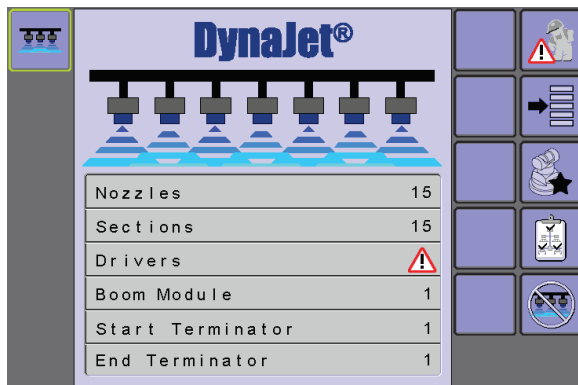 DynaJet®
Nozzles 15
Sections 15
Drivers
Boom Module 1
Start Terminator 1
End Terminator 1